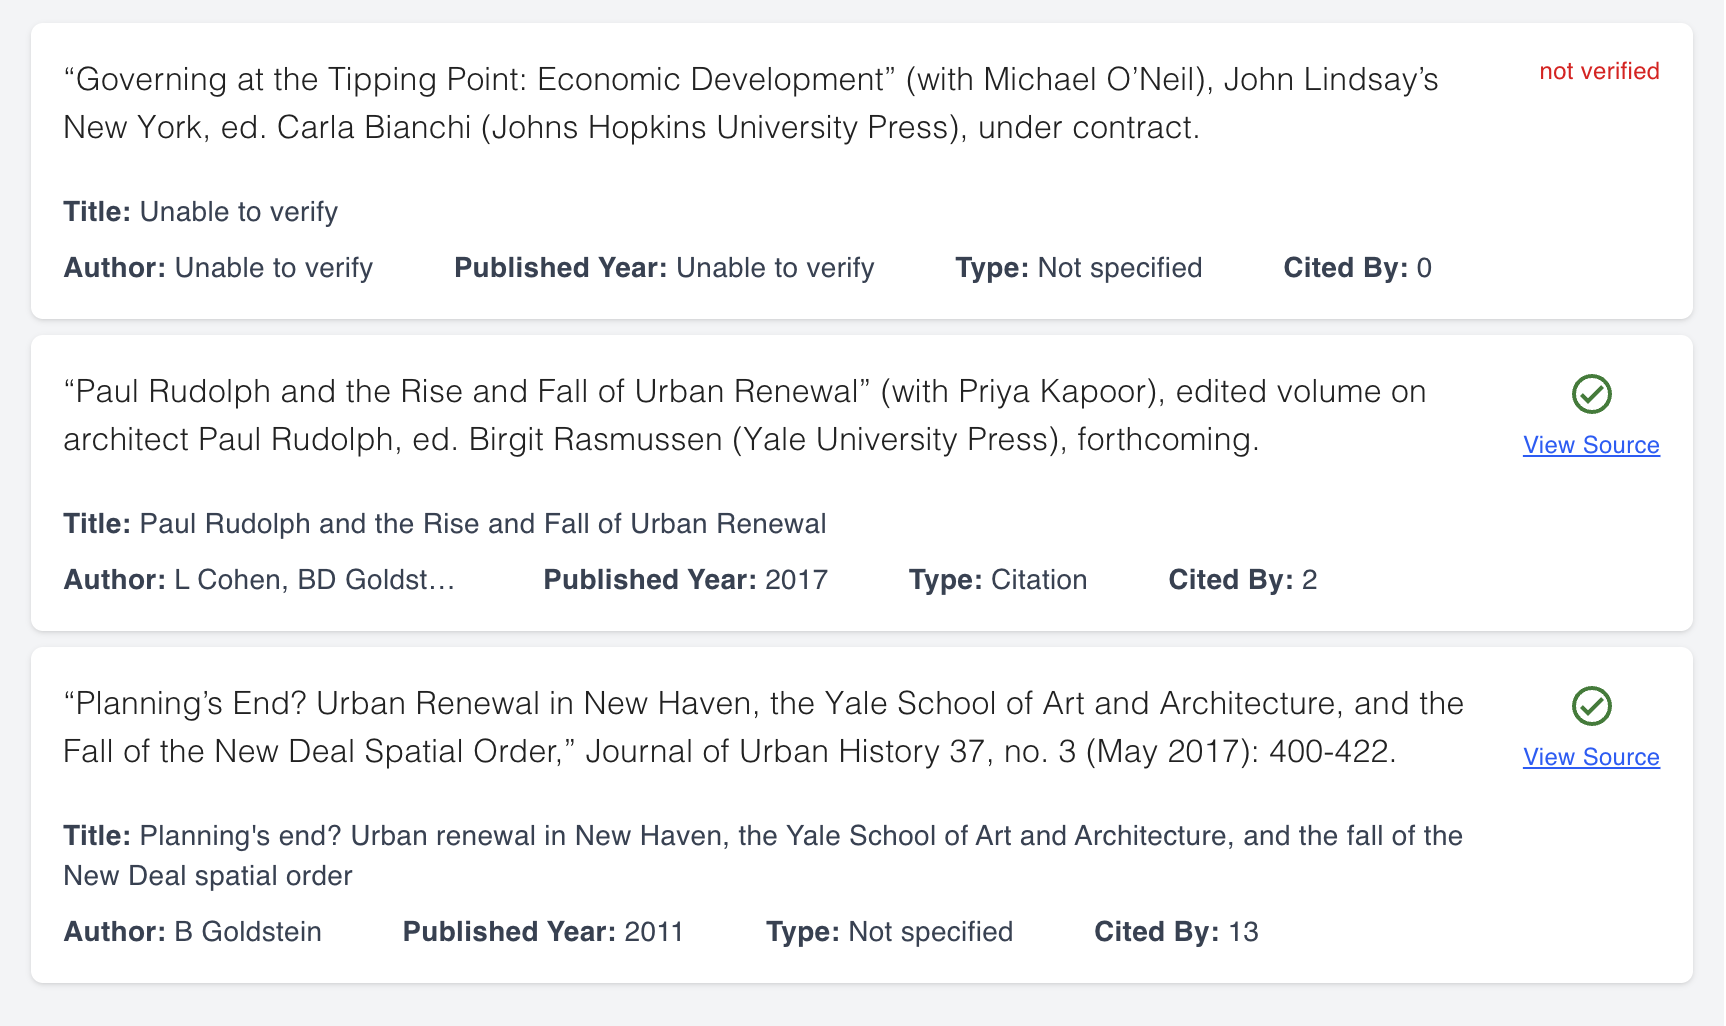 “Governing at the Tipping Point: Economic Development” (with Michael O’Neil), John Lindsay’s
New York, ed. Carla Bianchi (Johns Hopkins University Press), under contract.
not verified
Title: Unable to verify
Author: Unable to verify Published Year: Unable to verify Type: Not specified Cited By: 0
“Paul Rudolph and the Rise and Fall of Urban Renewal” (with Priya Kapoor), edited volume on
architect Paul Rudolph, ed. Birgit Rasmussen (Yale University Press), forthcoming.
View Source
Title: Paul Rudolph and the Rise and Fall of Urban Renewal
Author: L Cohen, BD Goldst… Published Year: 2017 Type: Citation Cited By: 2
“Planning’s End? Urban Renewal in New Haven, the Yale School of Art and Architecture, and the
Fall of the New Deal Spatial Order,” Journal of Urban History 37, no. 3 (May 2017): 400-422.
View Source
Title: Planning's end? Urban renewal in New Haven, the Yale School of Art and Architecture, and the fall of the
New Deal spatial order
Author: B Goldstein Published Year: 2011 Type: Not specified Cited By: 13